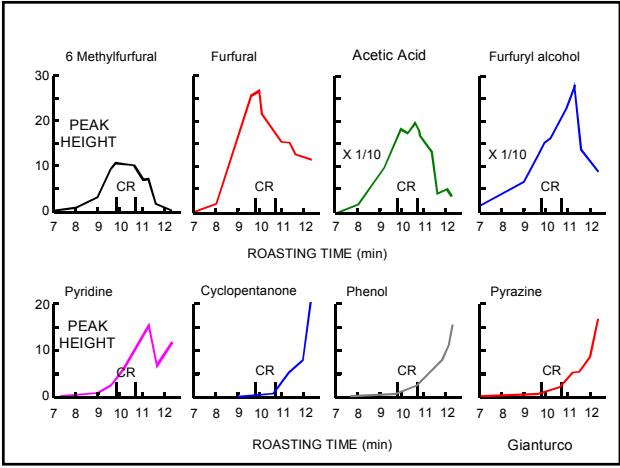 6 Methylfurfural Furfural Acetic Acid Furfuryl alcohol
30
20
10
0
PEAK
HEIGHT
X 1/10 X 1/10
CR CR CR CR
7 8 9 10 11 12 7 8 9 10 11 12 7 8 9 10 11 12 7 8 9 10 11 12
ROASTING TIME (min)
Pyridine Cyclopentanone Phenol Pyrazine
20
10
0
PEAK
HEIGHT
CR CR CR CR
7 8 9 10 11 12 7 8 9 10 11 12 7 8 9 10 11 12 7 8 9 10 11 12
ROASTING TIME (min) Gianturco